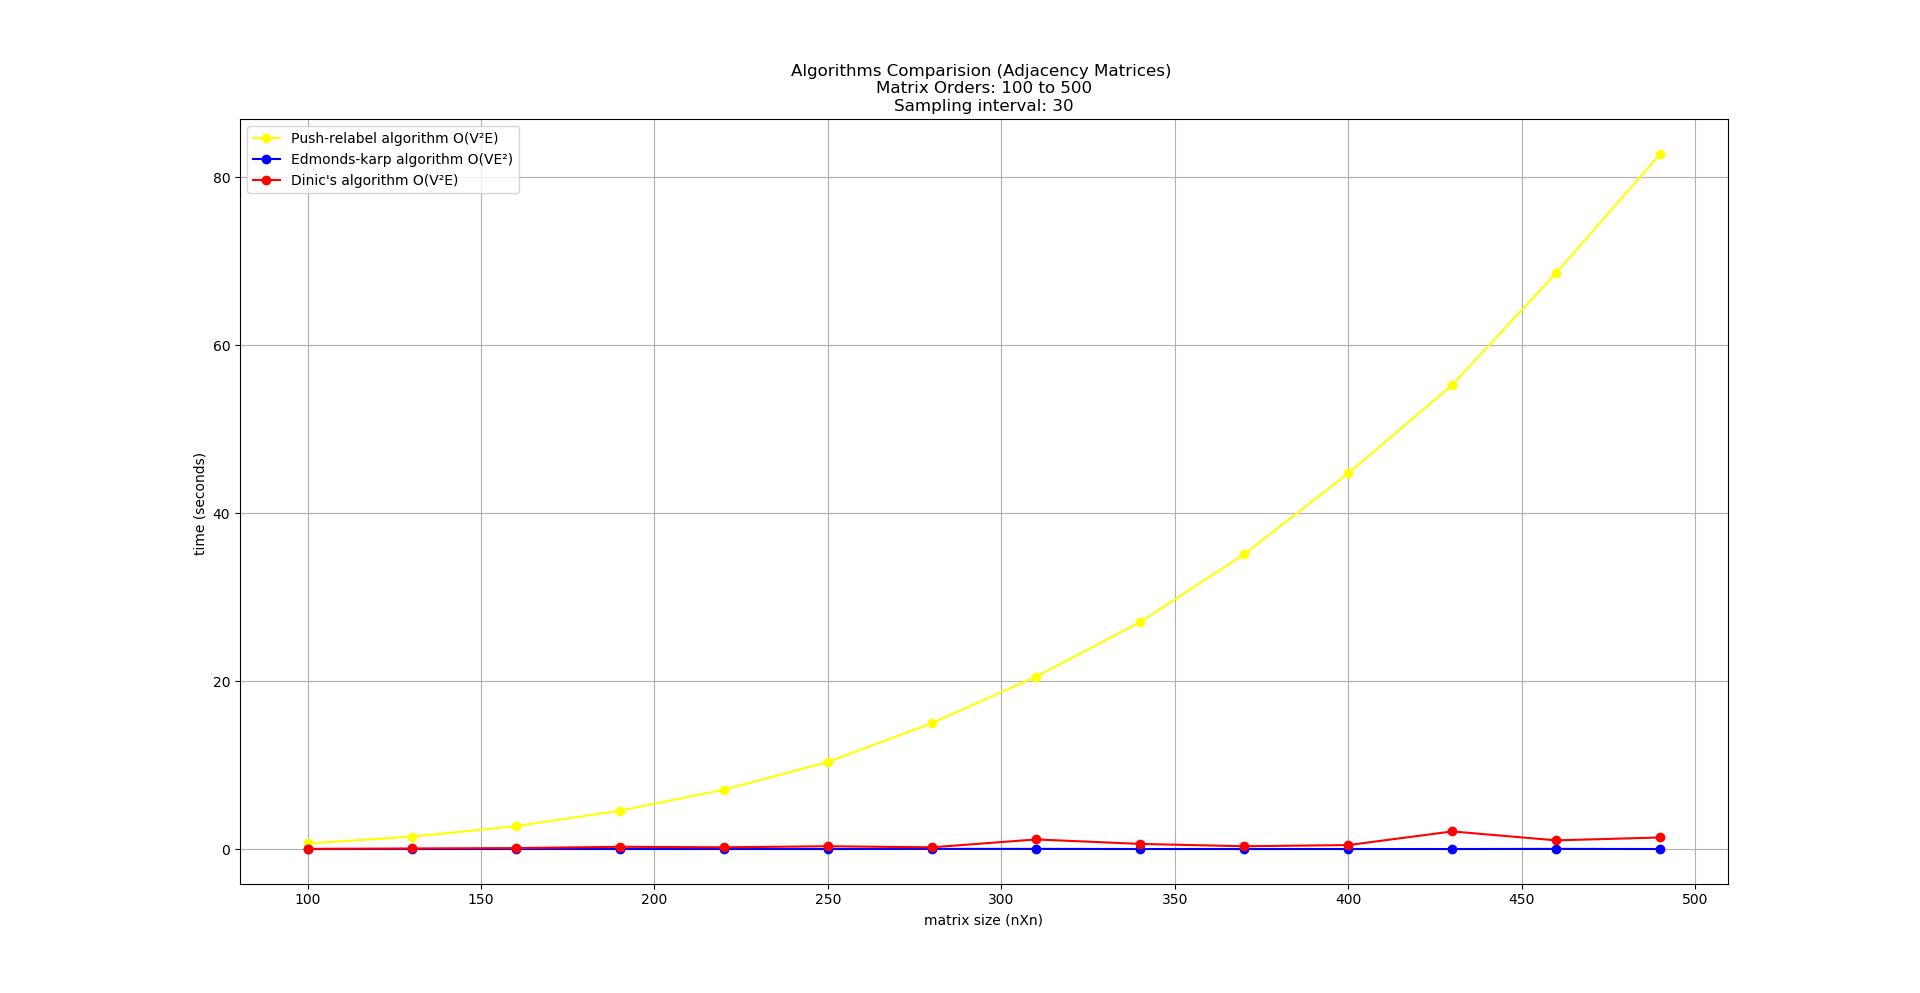 Algorithms Comparision (Adjacency Matrices)
Matrix Orders: 100 to 500
Sampling interval: 30
Push-relabel algorithm O(V²E)
Edmonds-karp algorithm O(VE²)
Dinic's algorithm O(V²E)
80
60
40
20
0
time (seconds)
100 150 200 250 300 350 400 450 500
matrix size (nXn)